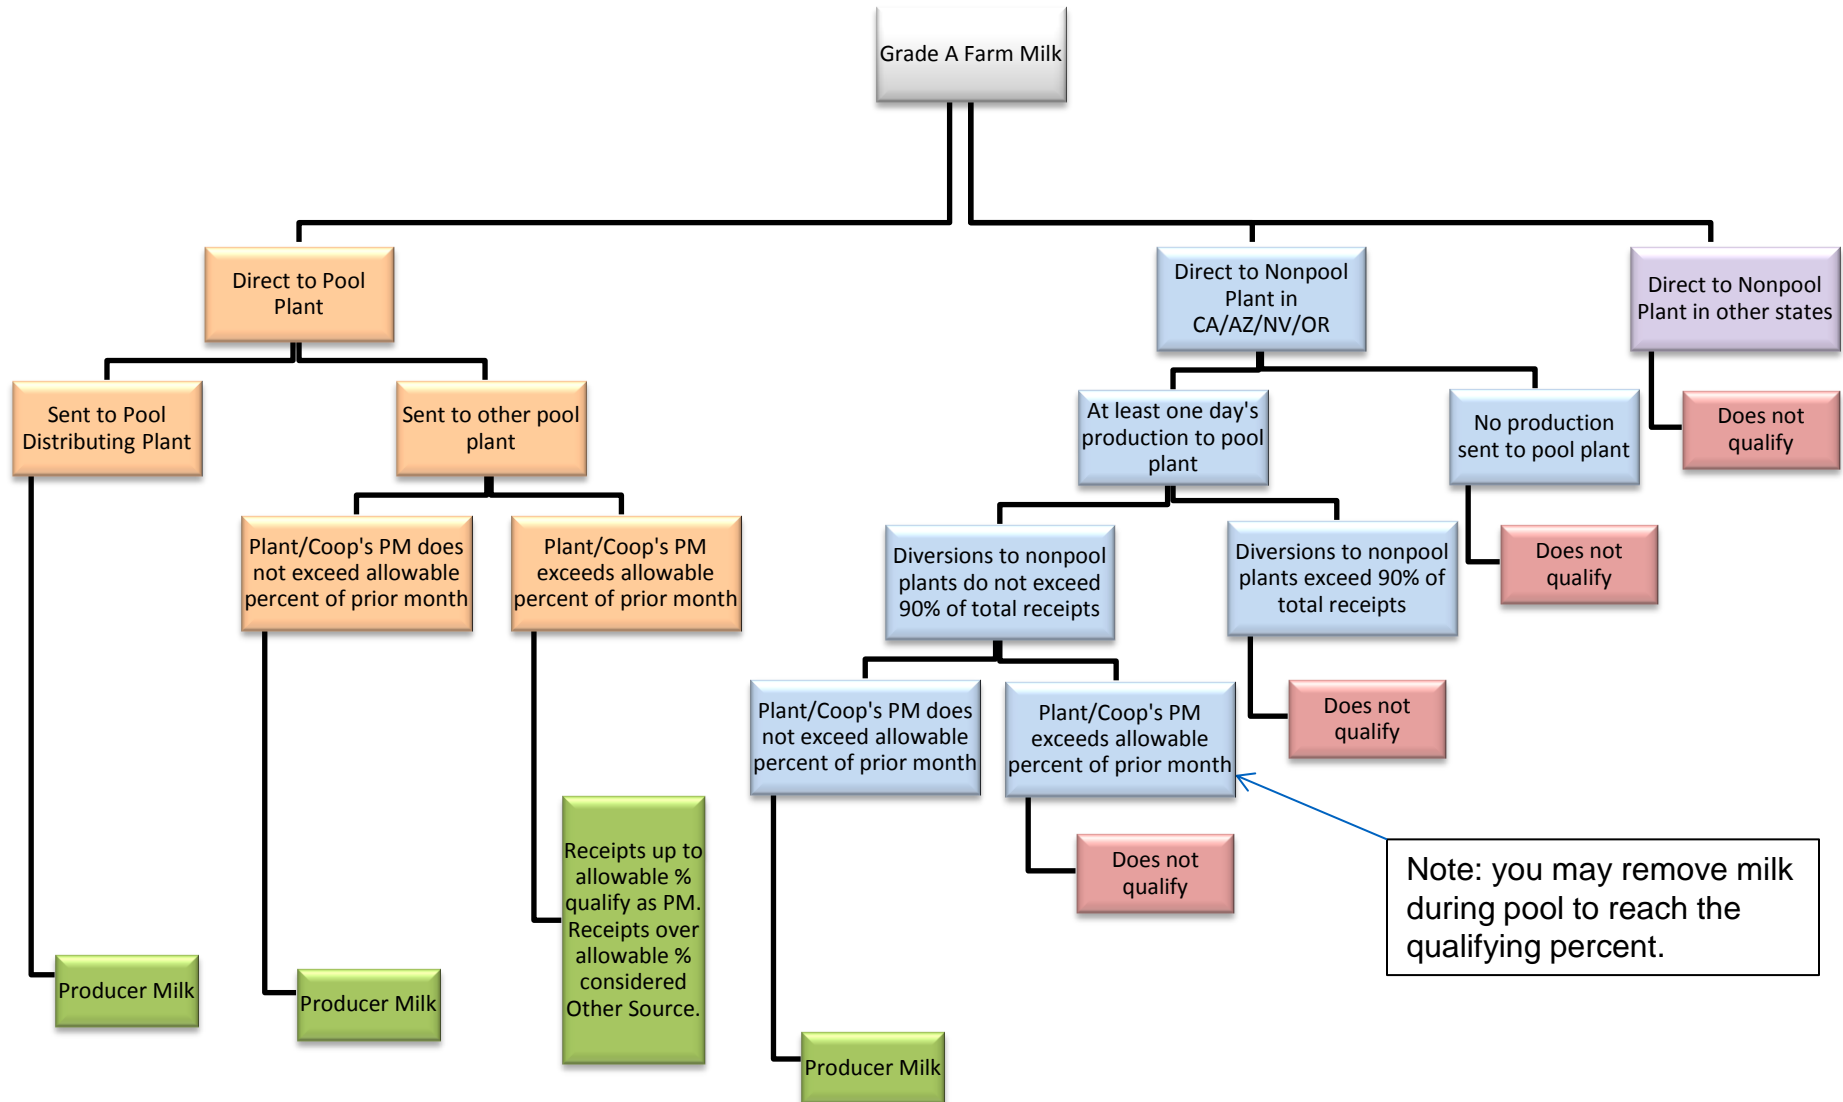 Grade A Farm Milk
Direct to Pool
Plant
Direct to Nonpool
Plant in
CA/AZ/NV/OR
Direct to Nonpool
Plant in other states
Sent to Pool
Distributing Plant
Sent to other pool
plant
At least one day's
production to pool
plant
No production
sent to pool plant
Does not
qualify
Plant/Coop's PM does
not exceed allowable
percent of prior month
Plant/Coop's PM
exceeds allowable
percent of prior month
Diversions to nonpool
plants do not exceed
90% of total receipts
Diversions to nonpool
plants exceed 90% of
total receipts
Does not
qualify
Plant/Coop's PM does
not exceed allowable
percent of prior month
Plant/Coop's PM
exceeds allowable
percent of prior month
Does not
qualify
Receipts up to
allowable %
qualify as PM.
Receipts over
allowable %
considered
Other Source.
Does not
qualify
Note: you may remove milk
during pool to reach the
qualifying percent.
Producer Milk
Producer Milk
Producer Milk